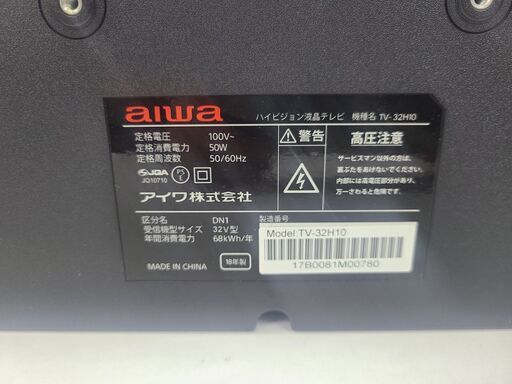 aiwa
ハイビジョン液晶テレビ 機種名 TV-32H10
定格電圧 100V~
定格消費電力 50W
定格周波数 50/60Hz
JQA
JQ10710
PS
E
アイワ株式会社
警告 高圧注意
サービスマン以外の方は、
裏ぶたをあけないでください。
内部には高電圧部分があり、
万一さわると危険です。
区分名 DN1
受信機型サイズ 32V型
年間消費電力 68kWh/年
MADE IN CHINA
18年製
製造番号
Model:TV-32H10
17B0081M00780